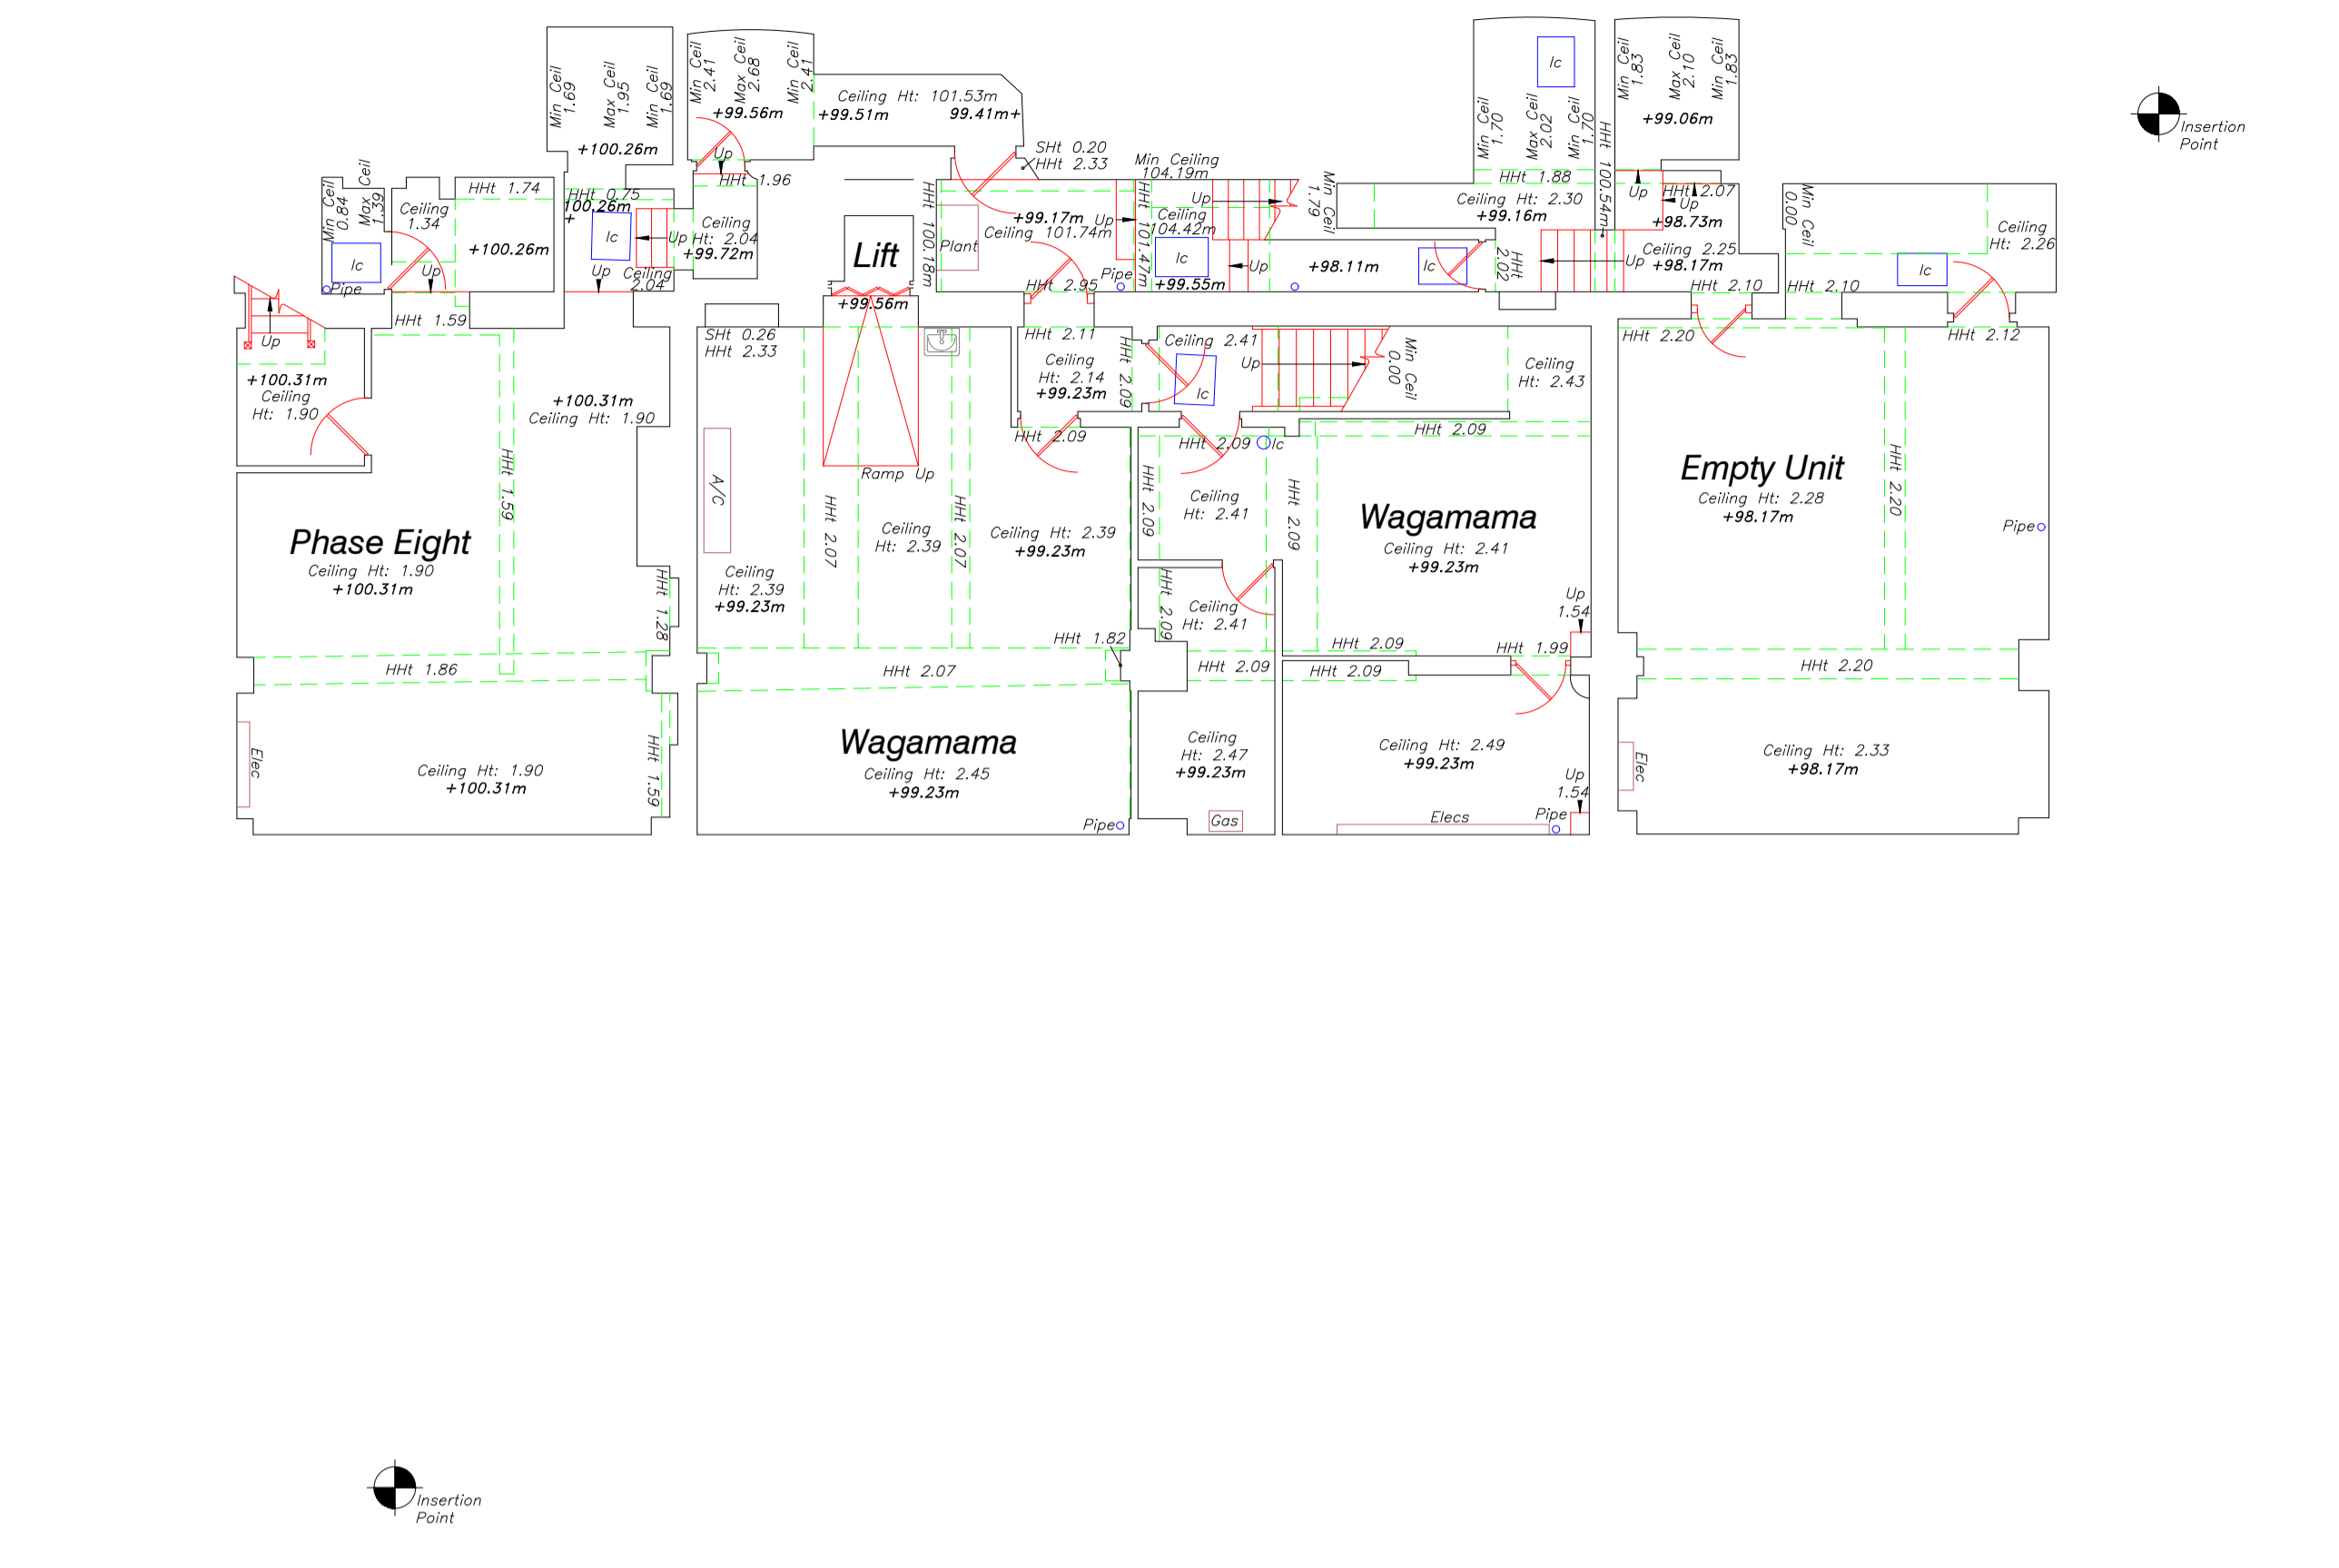 Min Ceil
1.69
Max Ceil
1.95
Min Ceil
1.69
+100.26m
Min Ceil
2.41
Max Ceil
2.68
Min Ceil
2.41
+99.56m
Ceiling Ht: 101.53m
+99.51m
99.41m+
SHt 0.20
HHt 2.33
Up
HHt 1.96
Min Ceiling
104.19m
Min Ceil
1.70
Max Ceil
2.02
Min Ceil
1.70
Ic
HHt 100.54m
Min Ceil
1.83
Max Ceil
2.10
Min Ceil
1.83
+99.06m
Insertion
Point
Min Ceil
0.84
Max Ceil
1.39
Ic
Pipe
Ceiling
1.34
HHt 1.74
+100.26m
Up
HHt 1.59
HHt 0.75
100.26m
+
Ic
Up
Up
Ceiling
Ht: 2.04
+99.72m
Ceiling
2.04
Lift
+99.56m
HHt 100.18m
Plant
+99.17m
Ceiling 101.74m
Up
HHt 101.47m
Pipe
HHt 2.95
Up
Ceiling
104.42m
Ic
+99.55m
Up
Min Ceil
1.79
+98.11m
Ic
HHt
2.02
HHt 1.88
Ceiling Ht: 2.30
+99.16m
Up
HHt 2.07
Up
+98.73m
Ceiling 2.25
Up
+98.17m
HHt 2.10
Min Ceil
0.00
HHt 2.10
Ic
Ceiling
Ht: 2.26
Up
+100.31m
Ceiling
Ht: 1.90
+100.31m
Ceiling Ht: 1.90
HHt 1.59
Phase Eight
Ceiling Ht: 1.90
+100.31m
HHt 1.28
HHt 1.86
Elec
Ceiling Ht: 1.90
+100.31m
HHt 1.59
SHt 0.26
HHt 2.33
A/C
Ramp Up
HHt 2.07
Ceiling
Ht: 2.39
HHt 2.07
Ceiling Ht: 2.39
+99.23m
Ceiling
Ht: 2.39
+99.23m
HHt 1.82
HHt 2.07
Wagamama
Ceiling Ht: 2.45
+99.23m
Pipe
HHt 2.11
Ceiling
Ht: 2.14
+99.23m
HHt 2.09
HHt 2.09
Ceiling 2.41
Ic
Up
Min Ceil
0.00
Ceiling
Ht: 2.43
HHt 2.09
HHt 2.09
Ic
HHt 2.09
Ceiling
Ht: 2.41
HHt 2.09
Wagamama
Ceiling Ht: 2.41
+99.23m
HHt 2.09
Ceiling
Ht: 2.41
Up
1.54
HHt 2.09
HHt 1.99
HHt 2.09
HHt 2.09
Ceiling
Ht: 2.47
+99.23m
Gas
Ceiling Ht: 2.49
+99.23m
Up
1.54
Elecs
Pipe
HHt 2.20
HHt 2.12
Empty Unit
Ceiling Ht: 2.28
+98.17m
HHt 2.20
Pipe
HHt 2.20
Elec
Ceiling Ht: 2.33
+98.17m
Insertion
Point